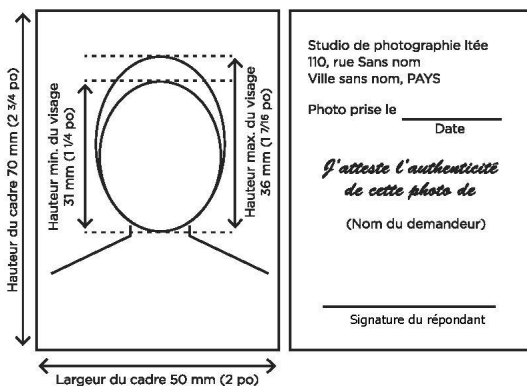 Hauteur du cadre 70 mm (2 3/4 po)
Hauteur min. du visage
31 mm (1 1/4 po)
Hauteur max. du visage
36 mm (1 7/16 po)
Largeur du cadre 50 mm (2 po)
Studio de photographie ltée
110, rue Sans nom
Ville sans nom, PAYS
Photo prise le
Date
J'atteste l'authenticité
de cette photo de
(Nom du demandeur)
Signature du répondant